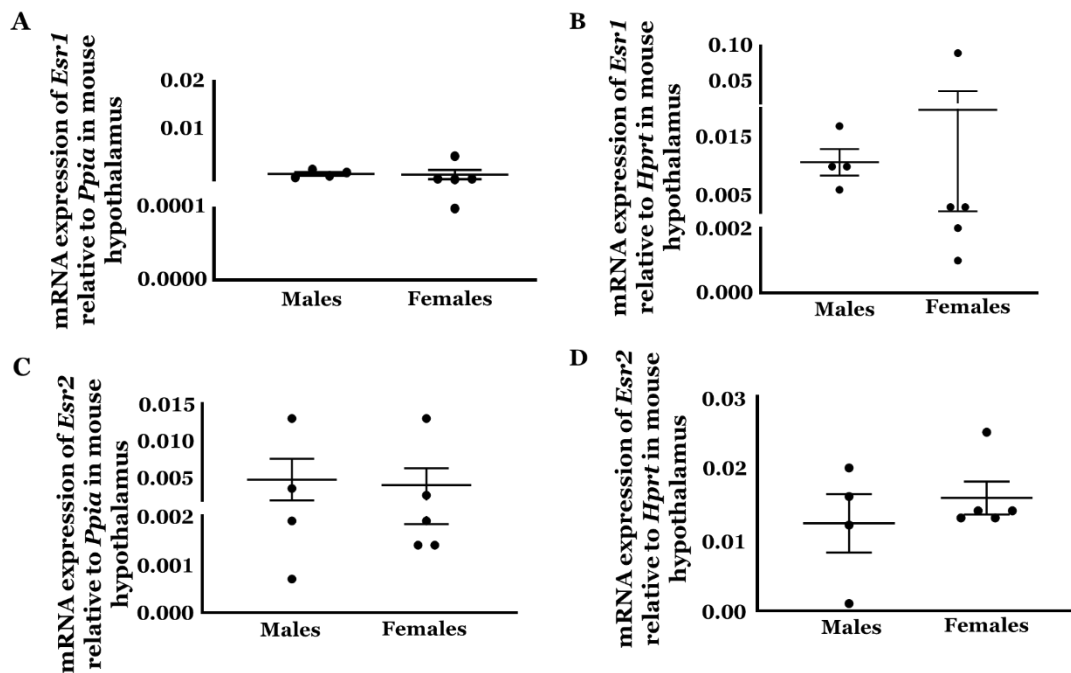 A
mRNA expression of Esr1
relative to Ppia in mouse
hypothalamus
0.02
0.01
0.0001
0.0000
Males
Females
B
mRNA expression of Esr1
relative to Hprt in mouse
hypothalamus
0.10
0.05
0.015
0.005
0.002
0.000
Males
Females
C
mRNA expression of Esr2
relative to Ppia in mouse
hypothalamus
0.015
0.010
0.005
0.002
0.001
0.000
Males
Females
D
mRNA expression of Esr2
relative to Hprt in mouse
hypothalamus
0.03
0.02
0.01
0.00
Males
Females